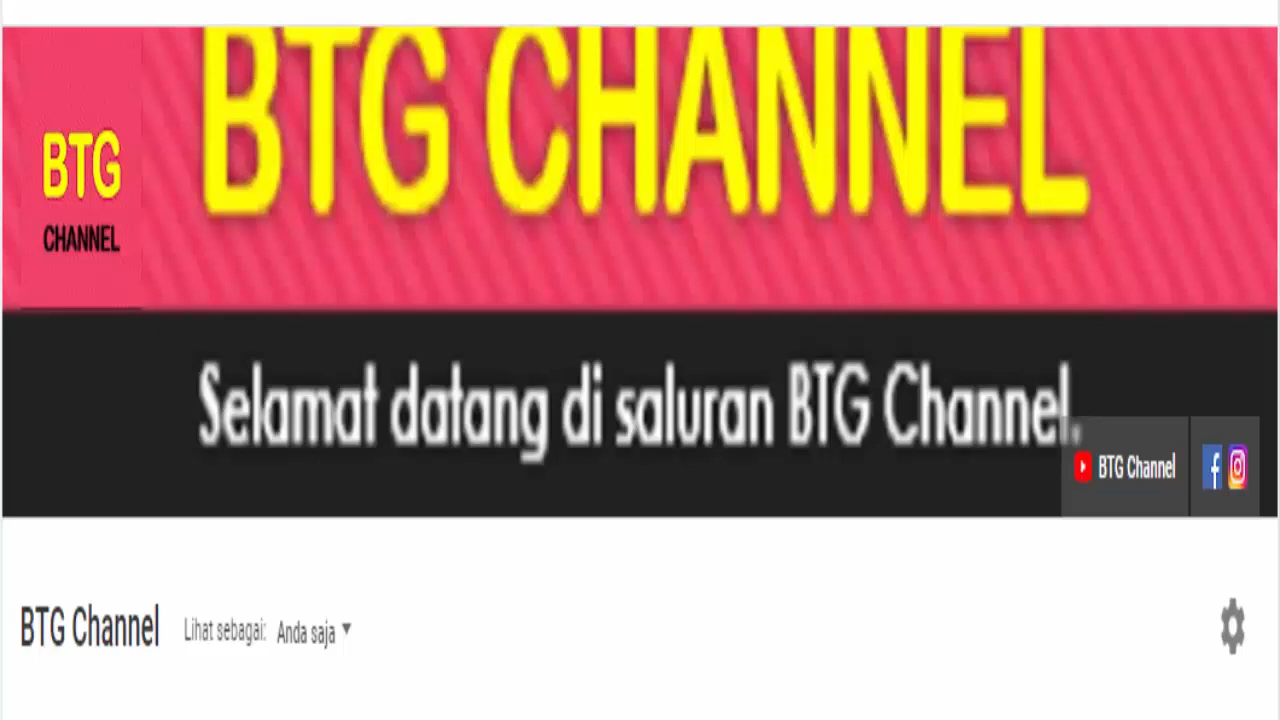 BTG CHANNEL
BTG
CHANNEL
Selamat datang di saluran BTG Channel.
BTG Channel
BTG Channel Lihat sebagai: Anda saja